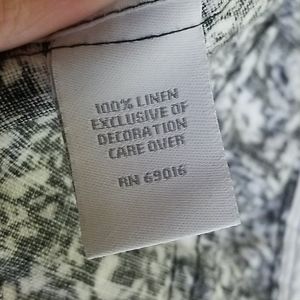 100% LINEN
EXCLUSIVE OF
DECORATION
CARE OVER
RN 69016